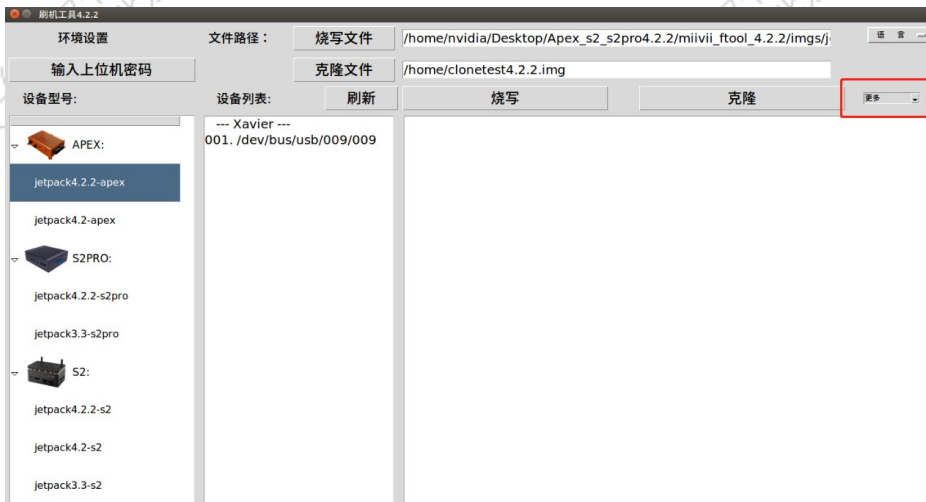 刷机工具4.2.2
环境设置 文件路径： 烧写文件 /home/nvidia/Desktop/Apex_s2_s2pro4.2.2/miivii_ftool_4.2.2/imgs/j 语 言
输入上位机密码 克隆文件 /home/clonetest4.2.2.img
设备型号: 设备列表: 刷新 烧写 克隆 更多
--- Xavier ---
001. /dev/bus/usb/009/009
APEX:
jetpack4.2.2-apex
jetpack4.2-apex
S2PRO:
jetpack4.2.2-s2pro
jetpack3.3-s2pro
S2:
jetpack4.2.2-s2
jetpack4.2-s2
jetpack3.3-s2